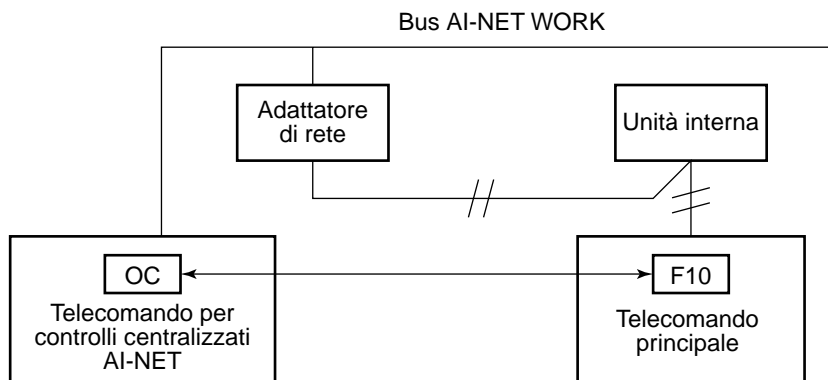 Bus AI-NET WORK
Adattatore
di rete
Unità interna
OC
Telecomando per
controlli centralizzati
AI-NET
F10
Telecomando
principale